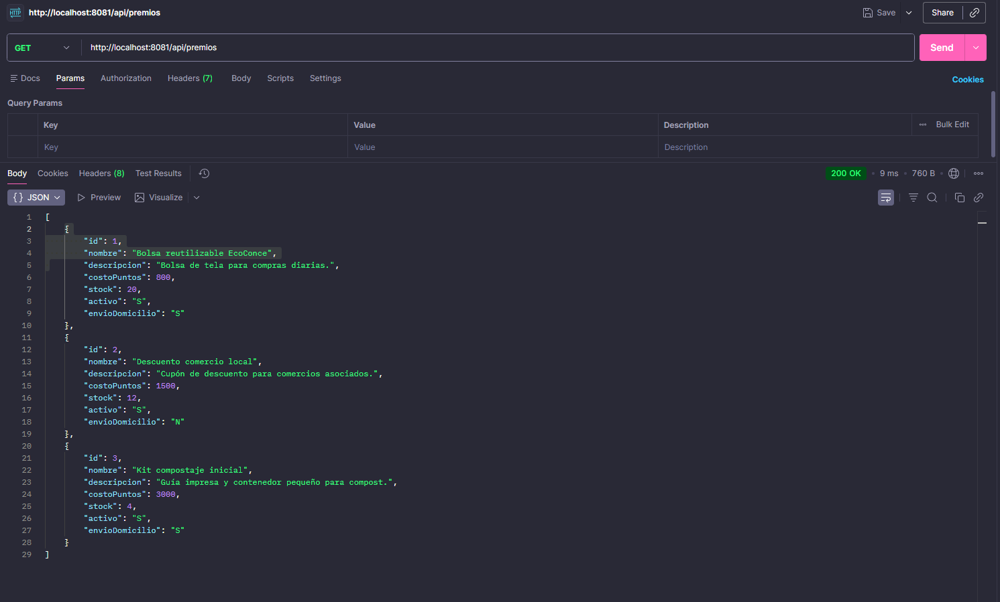 HTTP http://localhost:8081/api/premios Save Share
GET http://localhost:8081/api/premios Send
Docs Params Authorization Headers (7) Body Scripts Settings Cookies
Query Params
Key Value Description Bulk Edit
Key Value Description
Body Cookies Headers (8) Test Results 200 OK • 9 ms • 760 B •
{} JSON Preview Visualize
1 [
2 {
3 "id": 1,
4 "nombre": "Bolsa reutilizable EcoConce",
5 "descripcion": "Bolsa de tela para compras diarias.",
6 "costoPuntos": 800,
7 "stock": 20,
8 "activo": "S",
9 "envioDomicilio": "S"
10 },
11 {
12 "id": 2,
13 "nombre": "Descuento comercio local",
14 "descripcion": "Cupón de descuento para comercios asociados.",
15 "costoPuntos": 1500,
16 "stock": 12,
17 "activo": "S",
18 "envioDomicilio": "N"
19 },
20 {
21 "id": 3,
22 "nombre": "Kit compostaje inicial",
23 "descripcion": "Guía impresa y contenedor pequeño para compost.",
24 "costoPuntos": 3000,
25 "stock": 4,
26 "activo": "S",
27 "envioDomicilio": "S"
28 }
29 ]